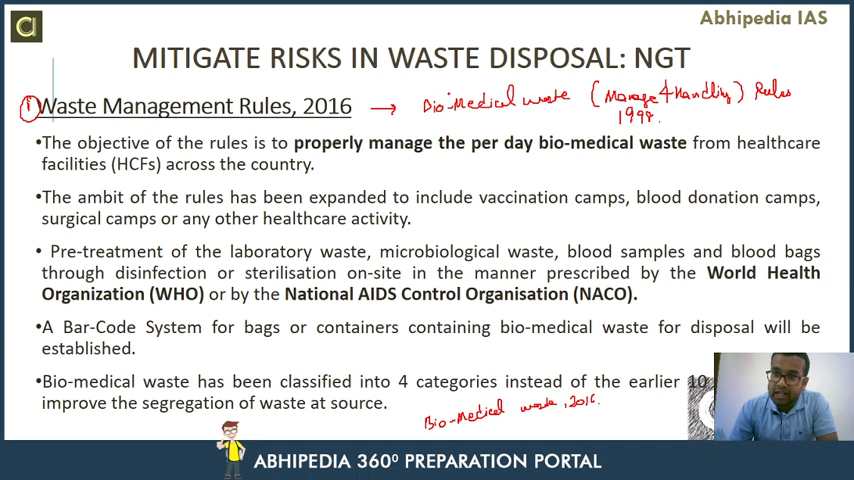 Abhipedia IAS
MITIGATE RISKS IN WASTE DISPOSAL: NGT
1 Waste Management Rules, 2016 → Bio-Medical waste (Manage & Handling) Rules
1998.
•The objective of the rules is to properly manage the per day bio-medical waste from healthcare
facilities (HCFs) across the country.
•The ambit of the rules has been expanded to include vaccination camps, blood donation camps,
surgical camps or any other healthcare activity.
• Pre-treatment of the laboratory waste, microbiological waste, blood samples and blood bags
through disinfection or sterilisation on-site in the manner prescribed by the World Health
Organization (WHO) or by the National AIDS Control Organisation (NACO).
•A Bar-Code System for bags or containers containing bio-medical waste for disposal will be
established.
•Bio-medical waste has been classified into 4 categories instead of the earlier 10
improve the segregation of waste at source.
Bio-Medical waste, 2016.
ABHIPEDIA 360⁰ PREPARATION PORTAL